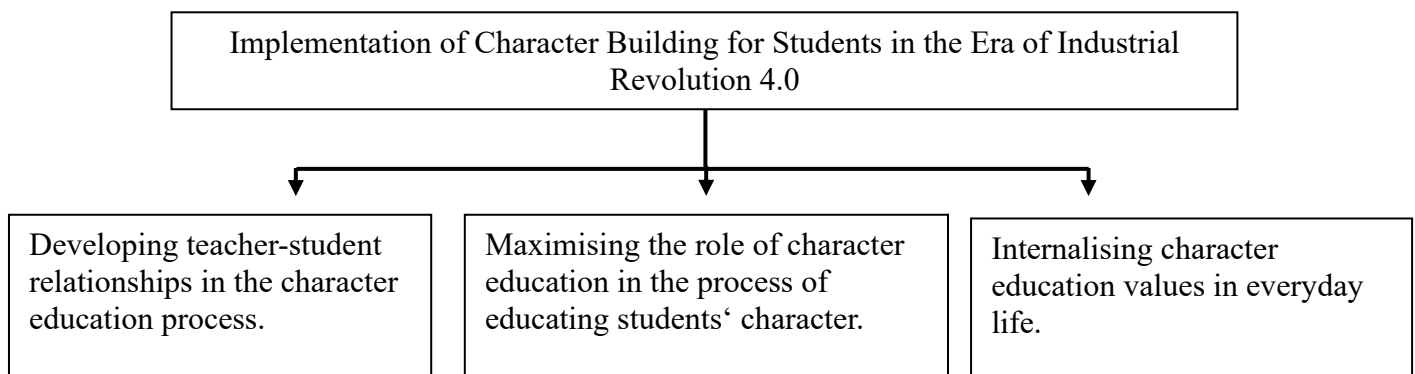 Implementation of Character Building for Students in the Era of Industrial
Revolution 4.0
Developing teacher-student
relationships in the character
education process.
Maximising the role of character
education in the process of
educating students‘ character.
Internalising character
education values in everyday
life.